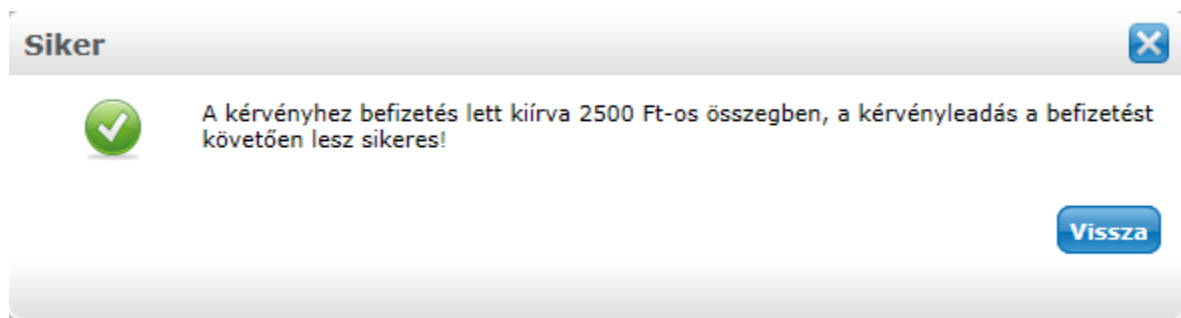 Siker
A kérvényhez befizetés lett kiírva 2500 Ft-os összegben, a kérvényleadás a befizetést
követően lesz sikeres!
Vissza